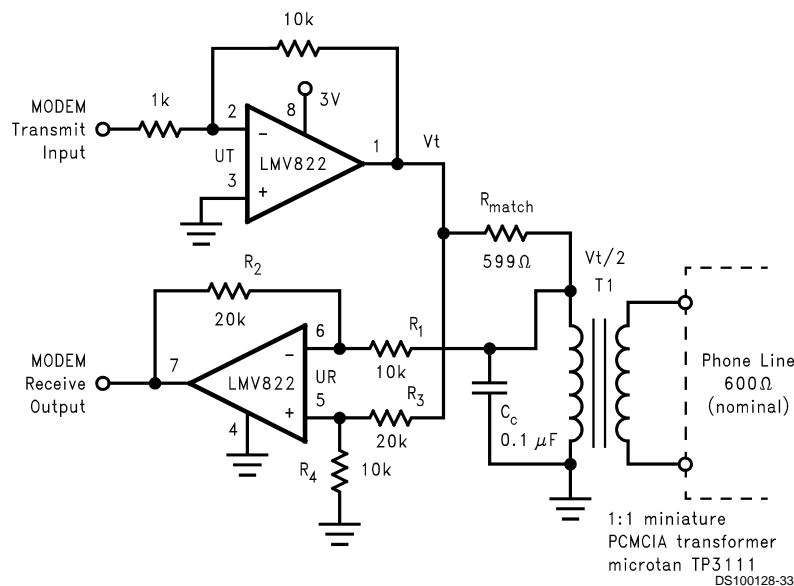 10k
1k
MODEM
Transmit
Input
2
8
3V
1
Vt
UT
LMV822
3
−
+
R match
599Ω
Vt/2
T1
R2
20k
6
R1
10k
7
MODEM
Receive
Output
LMV822
UR
−
+
5
R3
20k
4
R4
10k
Cc
0.1 μF
Phone Line
600Ω
(nominal)
1:1 miniature
PCMCIA transformer
microtan TP3111
DS100128-33